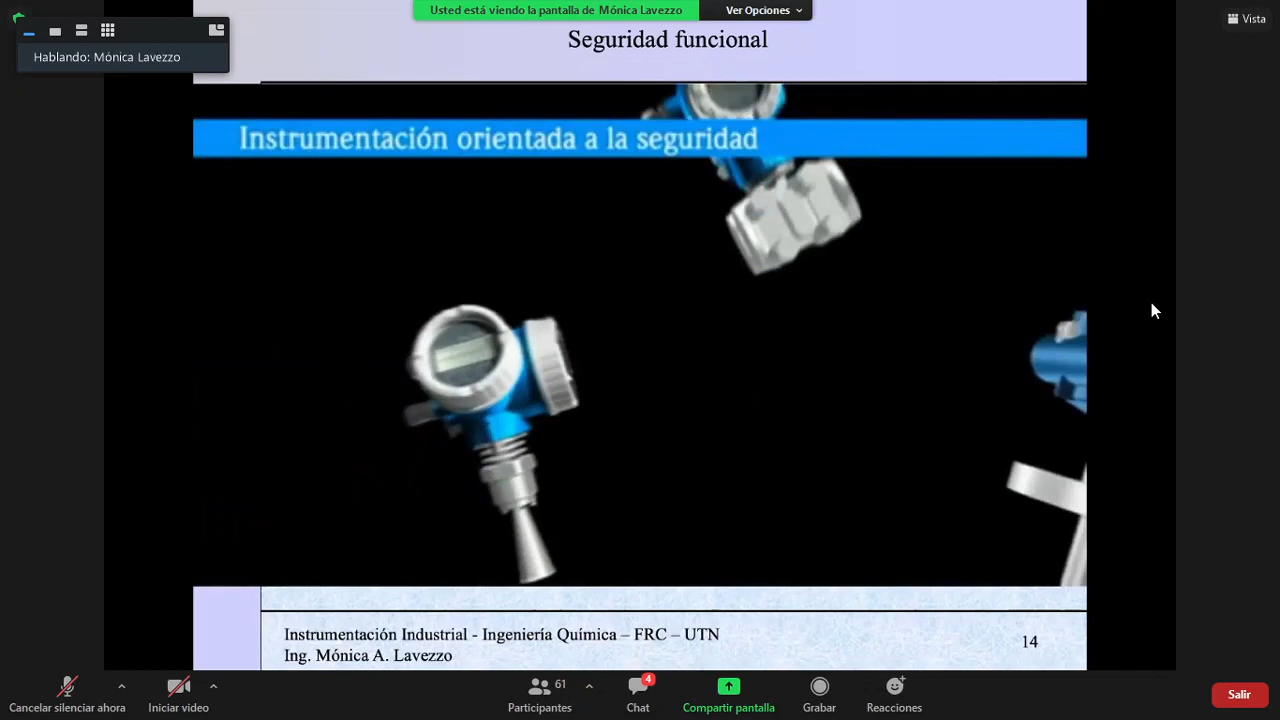 Usted está viendo la pantalla de Mónica Lavezzo
Ver Opciones
Vista
Hablando: Mónica Lavezzo
Seguridad funcional
Instrumentación orientada a la seguridad
Instrumentación Industrial - Ingeniería Química – FRC – UTN
Ing. Mónica A. Lavezzo
14
61
4
Cancelar silenciar ahora
Iniciar video
Participantes
Chat
Compartir pantalla
Grabar
Reacciones
Salir